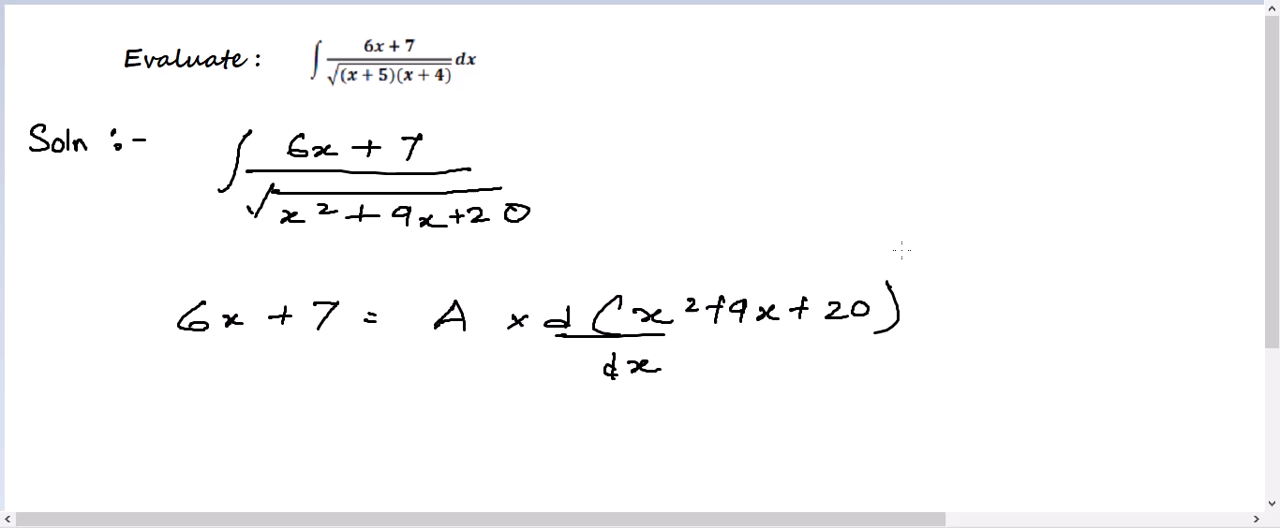 Evaluate : ∫ 6x + 7 / √(x + 5)(x + 4) dx
Soln :- ∫ 6x + 7 / √x² + 9x + 20
6x + 7 = A × d/dx (x² + 9x + 20)